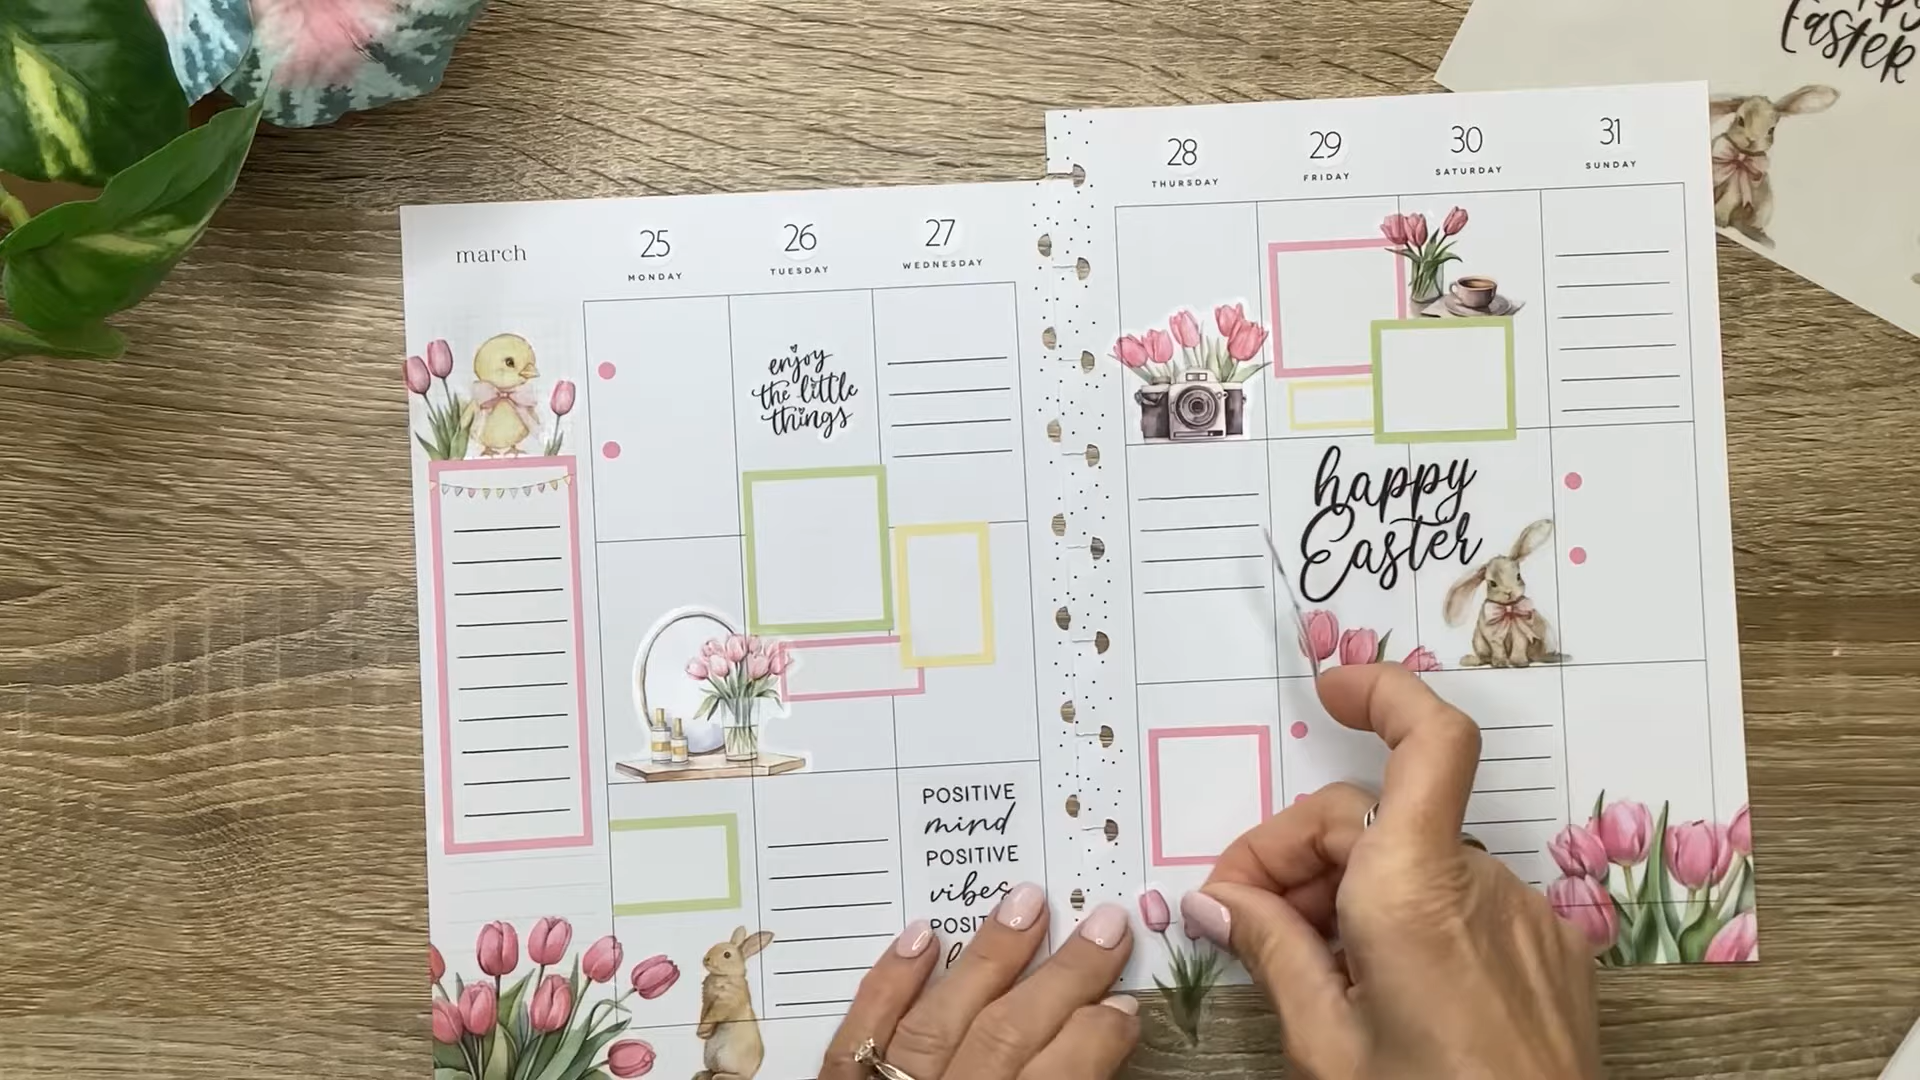 march
25
MONDAY
26
TUESDAY
27
WEDNESDAY
28
THURSDAY
29
FRIDAY
30
SATURDAY
31
SUNDAY
enjoy
the little
things
happy
Easter
POSITIVE
mind
POSITIVE
vibes
Easter